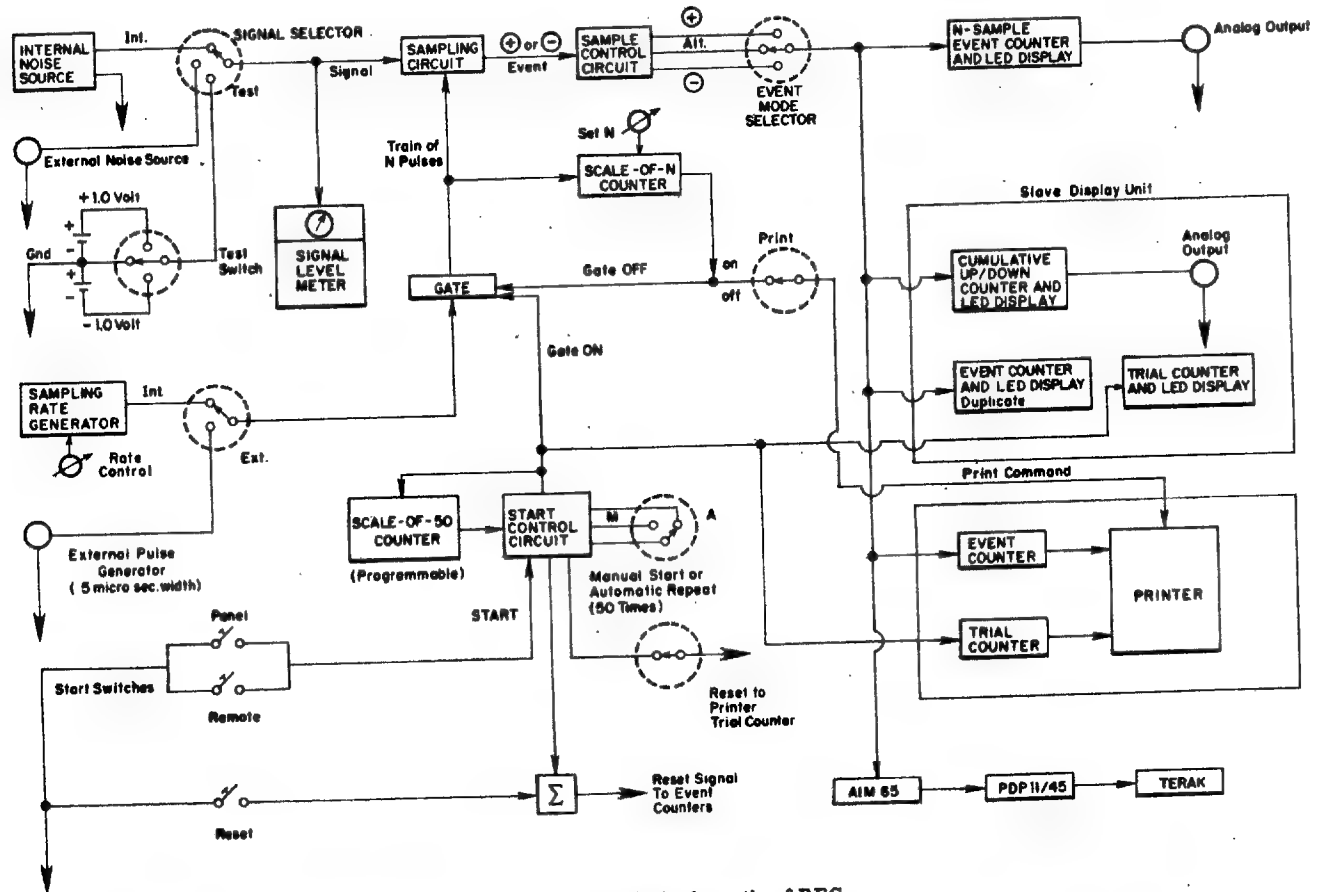 INTERNAL
NOISE
SOURCE
Int.
SIGNAL SELECTOR
Test
Signal
SAMPLING
CIRCUIT
⊕ or ⊖
Event
SAMPLE
CONTROL
CIRCUIT
⊕
Alt.
⊖
EVENT
MODE
SELECTOR
N-SAMPLE
EVENT COUNTER
AND LED DISPLAY
Analog Output
External Noise Source
+1.0 Volt
+
-
Gnd
+
-
-1.0 Volt
Test
Switch
SIGNAL
LEVEL
METER
Train of
N Pulses
Set N
SCALE-OF-N
COUNTER
Print
on
off
Gate OFF
GATE
Gate ON
Slave Display Unit
CUMULATIVE
UP/DOWN
COUNTER AND
LED DISPLAY
Analog
Output
EVENT COUNTER
AND LED DISPLAY
Duplicate
TRIAL COUNTER
AND LED DISPLAY
SAMPLING
RATE
GENERATOR
Int
Ext.
Rate
Control
External Pulse
Generator
( 5 micro sec. width)
SCALE-OF-50
COUNTER
(Programmable)
START
CONTROL
CIRCUIT
M
A
Manual Start or
Automatic Repeat
(50 Times)
START
Print Command
EVENT
COUNTER
TRIAL
COUNTER
PRINTER
Panel
Start Switches
Remote
Reset to
Printer
Trial Counter
Reset
Σ
Reset Signal
To Event
Counters
AIM 65
PDP 11/45
TERAK